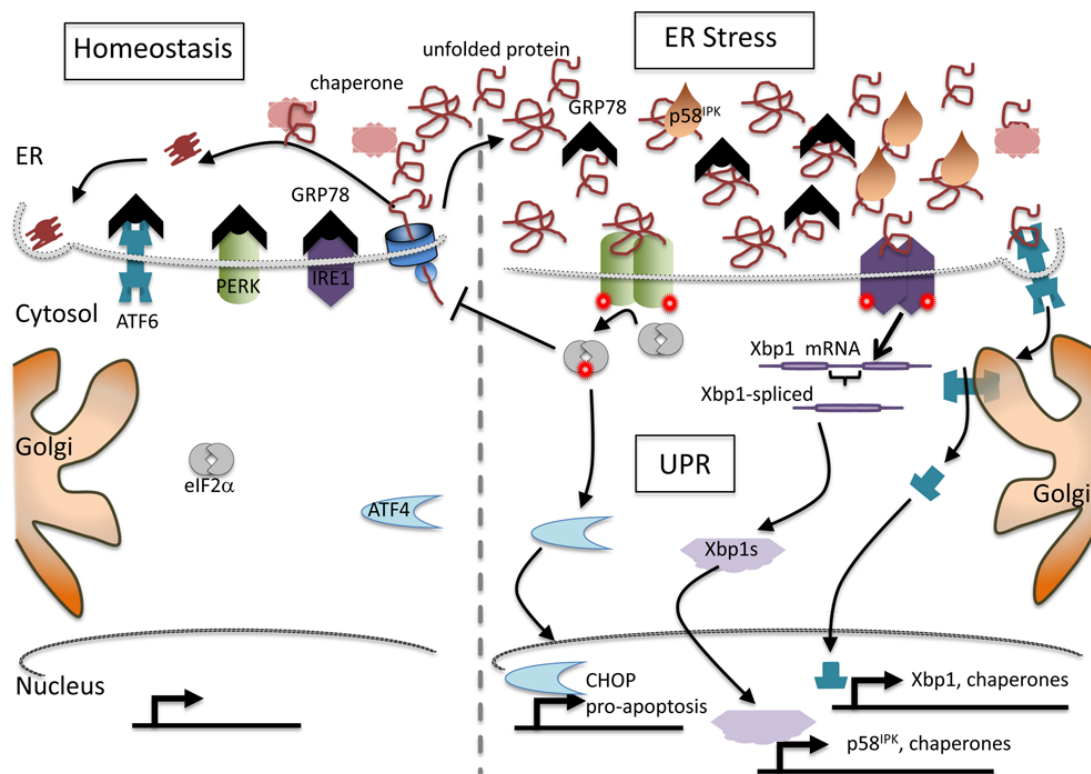 Homeostasis
ER Stress
unfolded protein
chaperone
GRP78
p58ᴵᴾᴷ
ER
GRP78
PERK
IRE1
ATF6
Cytosol
Xbp1 mRNA
Xbp1-spliced
Golgi
UPR
eIF2α
Golgi
ATF4
Xbp1s
Nucleus
CHOP
pro-apoptosis
Xbp1, chaperones
p58ᴵᴾᴷ, chaperones